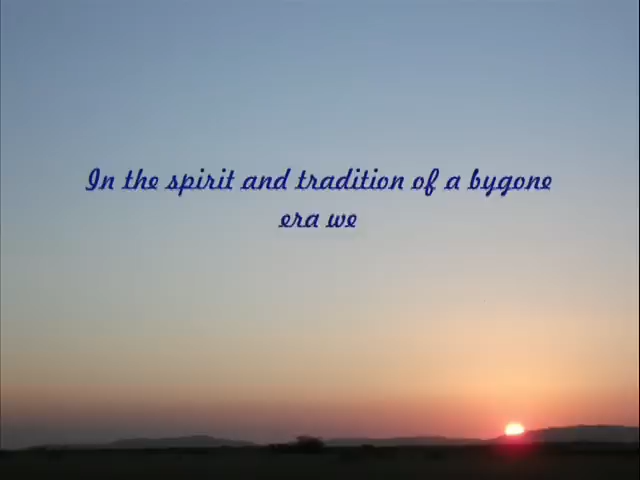 In the spirit and tradition of a bygone
era we